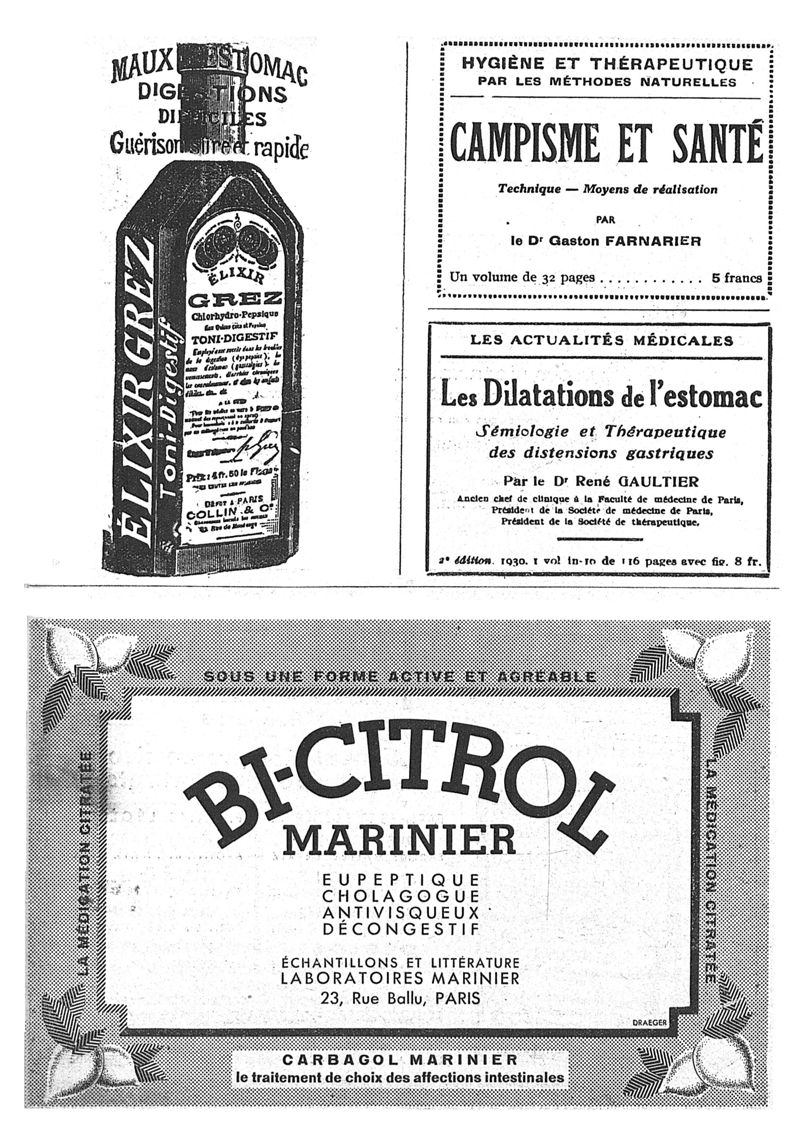 MAUX D'ESTOMAC
DIGESTIONS
DIFFICILES
Guérison sûre et rapide
ÉLIXIR GREZ
Toni-Digestif
ÉLIXIR
GREZ
Chlorhydro-Pepsique
TONI-DIGESTIF
Prix: 4 fr. 50 le
DÉPÔT A PARIS
COLLIN & Cⁱᵉ
HYGIÈNE ET THÉRAPEUTIQUE
PAR LES MÉTHODES NATURELLES
CAMPISME ET SANTÉ
Technique — Moyens de réalisation
PAR
le Dʳ Gaston FARNARIER
Un volume de 32 pages . . . . . . . . . . . . 5 francs
LES ACTUALITÉS MÉDICALES
Les Dilatations de l'estomac
Sémiologie et Thérapeutique
des distensions gastriques
Par le Dʳ René GAULTIER
Ancien chef de clinique à la Faculté de médecine de Paris,
Président de la Société de médecine de Paris,
Président de la Société de thérapeutique.
2ᵉ édition. 1930. 1 vol in-16 de 116 pages avec fig. 8 fr.
SOUS UNE FORME ACTIVE ET AGRÉABLE
LA MÉDICATION CITRATÉE
BI-CITROL
MARINIER
EUPEPTIQUE
CHOLAGOGUE
ANTIVISQUEUX
DÉCONGESTIF
ÉCHANTILLONS ET LITTÉRATURE
LABORATOIRES MARINIER
23, Rue Ballu, PARIS
DRAEGER
LA MÉDICATION CITRATÉE
CARBAGOL MARINIER
le traitement de choix des affections intestinales